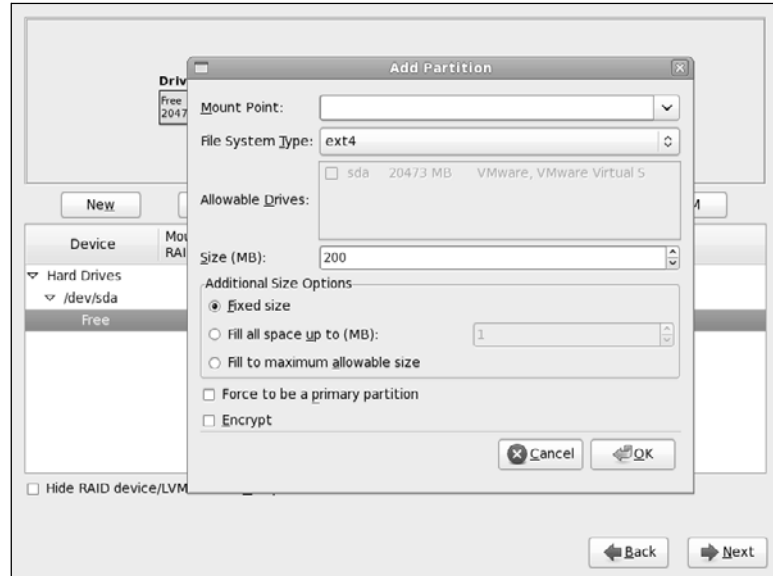 Add Partition
Driv
Free
2047
Mount Point:
File System Type: ext4
sda 20473 MB VMware, VMware Virtual S
Allowable Drives:
New
M
Device
Mou
RAI
Size (MB): 200
Hard Drives
/dev/sda
Free
Additional Size Options
Fixed size
Fill all space up to (MB): 1
Fill to maximum allowable size
Force to be a primary partition
Encrypt
Cancel
OK
Hide RAID device/LVM
Back
Next